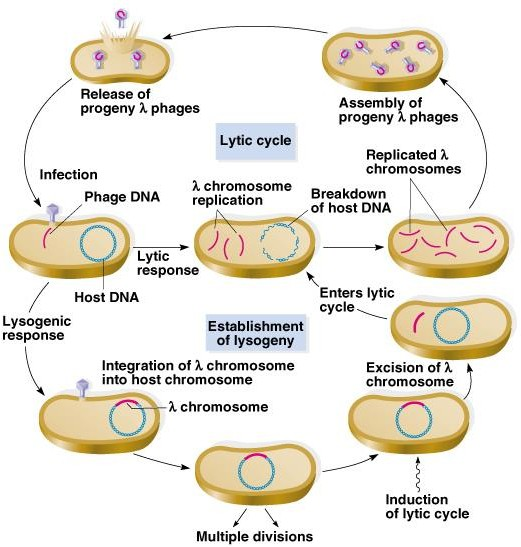 Release of
progeny λ phages
Assembly of
progeny λ phages
Lytic cycle
Replicated λ
chromosomes
Infection
Phage DNA
λ chromosome
replication
Breakdown
of host DNA
Lytic
response
Host DNA
Lysogenic
response
Enters lytic
cycle
Establishment
of lysogeny
Integration of λ chromosome
into host chromosome
λ chromosome
Excision of λ
chromosome
Induction
of lytic cycle
Multiple divisions